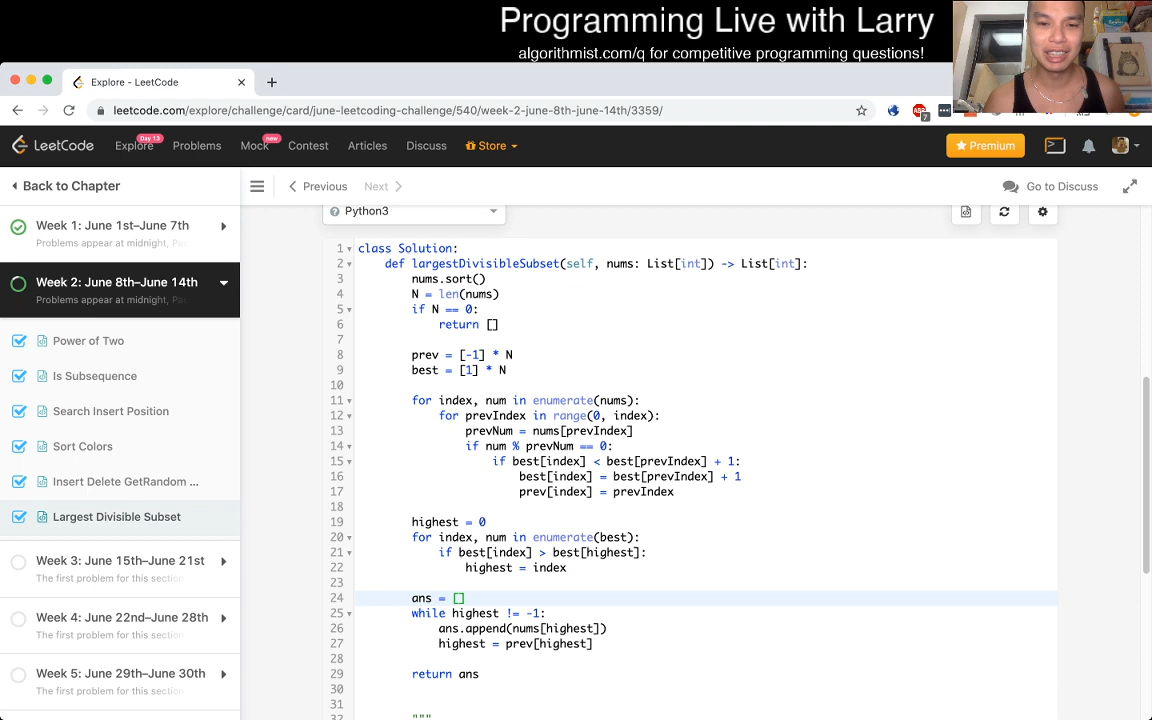 Programming Live with Larry
algorithmist.com/q for competitive programming questions!
Explore - LeetCode
leetcode.com/explore/challenge/card/june-leetcoding-challenge/540/week-2-june-8th-june-14th/3359/
ABP
7
LeetCode
Explore
Day 13
Problems
Mock
new
Contest
Articles
Discuss
Store
Premium
Back to Chapter
Previous
Next
Go to Discuss
Week 1: June 1st–June 7th
Problems appear at midnight, Pa
Week 2: June 8th–June 14th
Problems appear at midnight, Pa
Power of Two
Is Subsequence
Search Insert Position
Sort Colors
Insert Delete GetRandom ...
Largest Divisible Subset
Week 3: June 15th–June 21st
The first problem for this section
Week 4: June 22nd–June 28th
The first problem for this section
Week 5: June 29th–June 30th
The first problem for this section
Python3
1 class Solution:
2     def largestDivisibleSubset(self, nums: List[int]) -> List[int]:
3         nums.sort()
4         N = len(nums)
5         if N == 0:
6             return []
7
8         prev = [-1] * N
9         best = [1] * N
10
11         for index, num in enumerate(nums):
12             for prevIndex in range(0, index):
13                 prevNum = nums[prevIndex]
14                 if num % prevNum == 0:
15                     if best[index] < best[prevIndex] + 1:
16                         best[index] = best[prevIndex] + 1
17                         prev[index] = prevIndex
18
19         highest = 0
20         for index, num in enumerate(best):
21             if best[index] > best[highest]:
22                 highest = index
23
24         ans = []
25         while highest != -1:
26             ans.append(nums[highest])
27             highest = prev[highest]
28
29         return ans
30
31
32         """